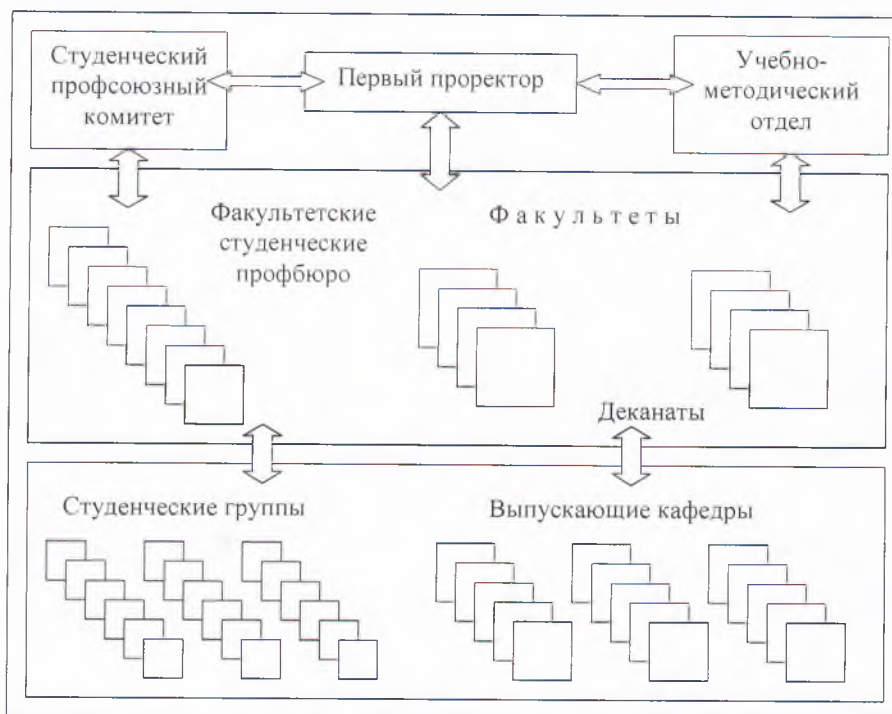 Студенческий
профсоюзный
комитет
Первый проректор
Учебно-
методический
отдел
Факультетские
студенческие
профбюро
Факультеты
Деканаты
Студенческие группы
Выпускающие кафедры